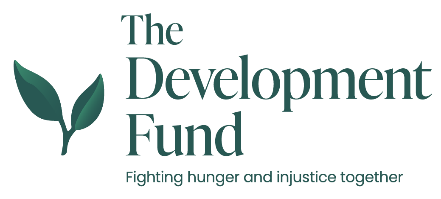 The
Development
Fund
Fighting hunger and injustice together